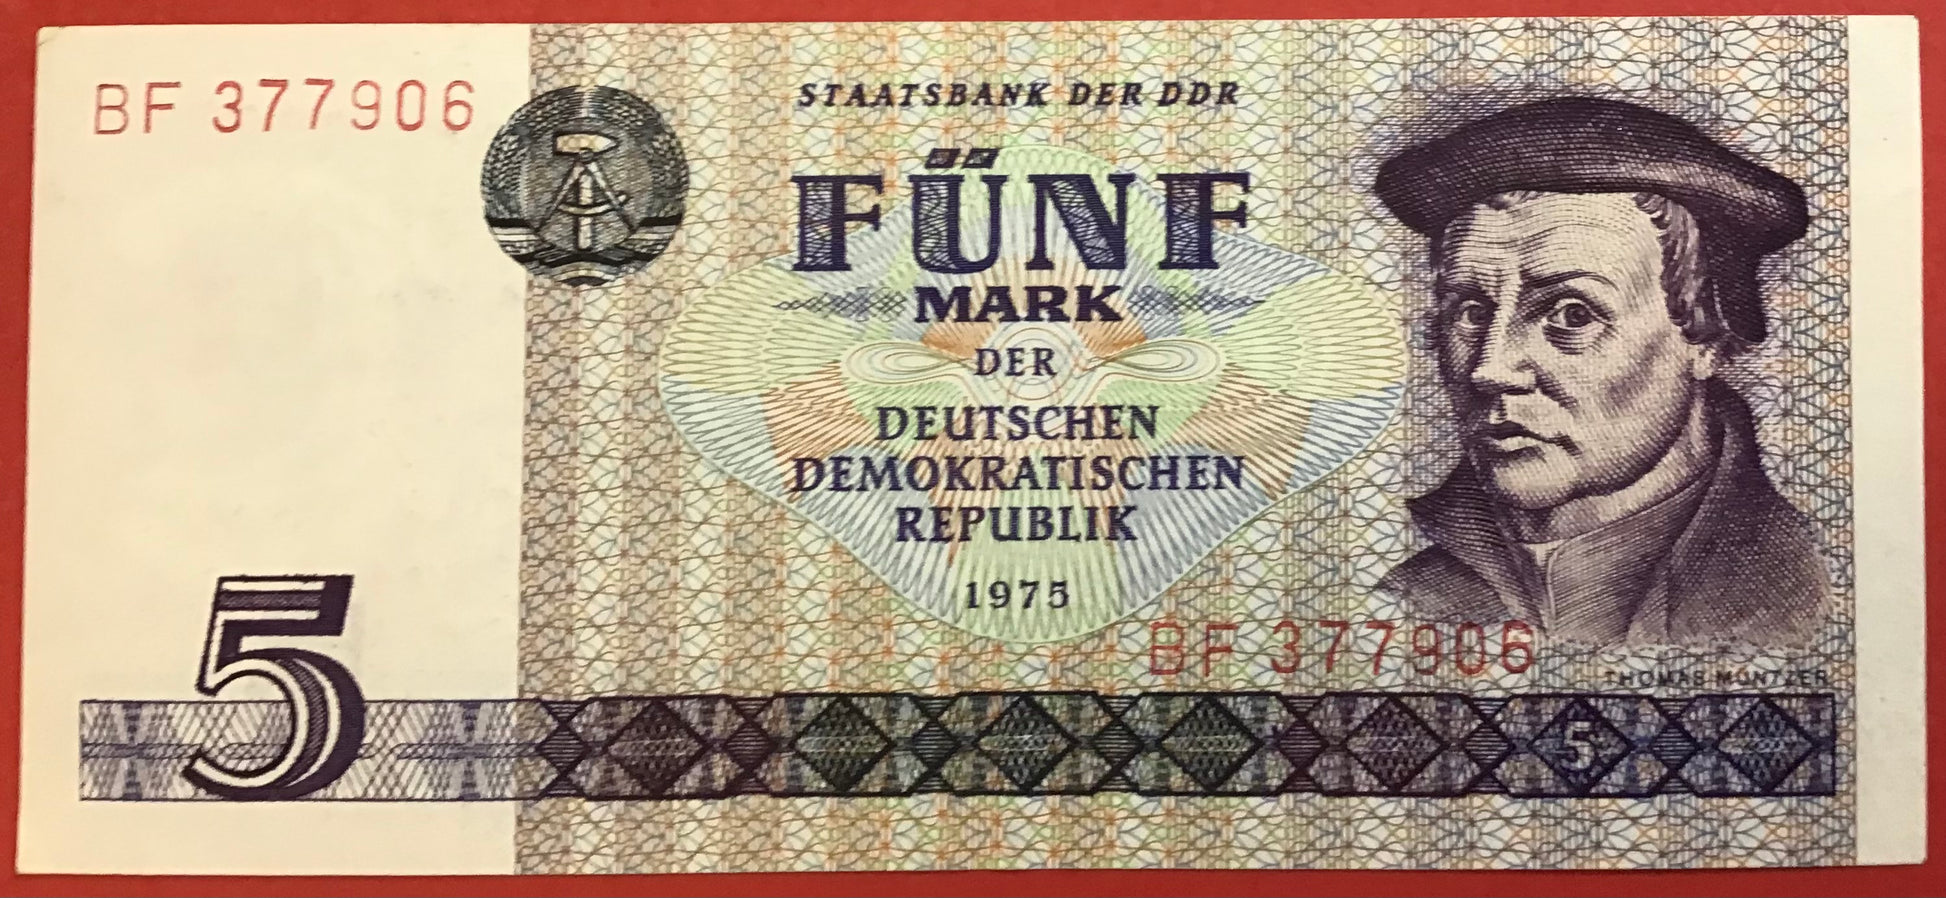 BF 377906
STAATSBANK DER DDR
FÜNF
MARK
DER
DEUTSCHEN
DEMOKRATISCHEN
REPUBLIK
1975
BF 377906
THOMAS MÜNTZER
5
5